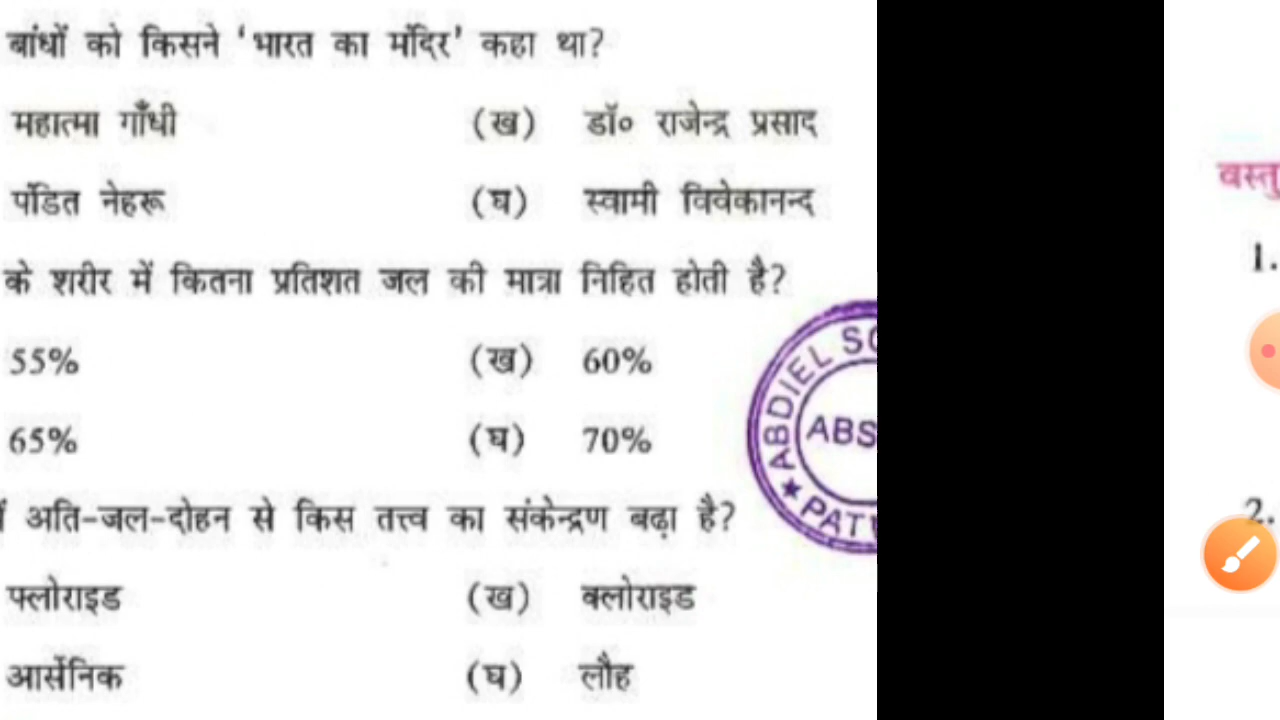 बांधों को किसने 'भारत का मंदिर' कहा था?
महात्मा गाँधी (ख) डॉ० राजेन्द्र प्रसाद
पंडित नेहरू (घ) स्वामी विवेकानन्द
के शरीर में कितना प्रतिशत जल की मात्रा निहित होती है?
55% (ख) 60%
65% (घ) 70%
अति-जल-दोहन से किस तत्त्व का संकेन्द्रण बढ़ा है?
फ्लोराइड (ख) क्लोराइड
आर्सेनिक (घ) लौह
ABDIEL
ABS
वस्तु
1.
2.